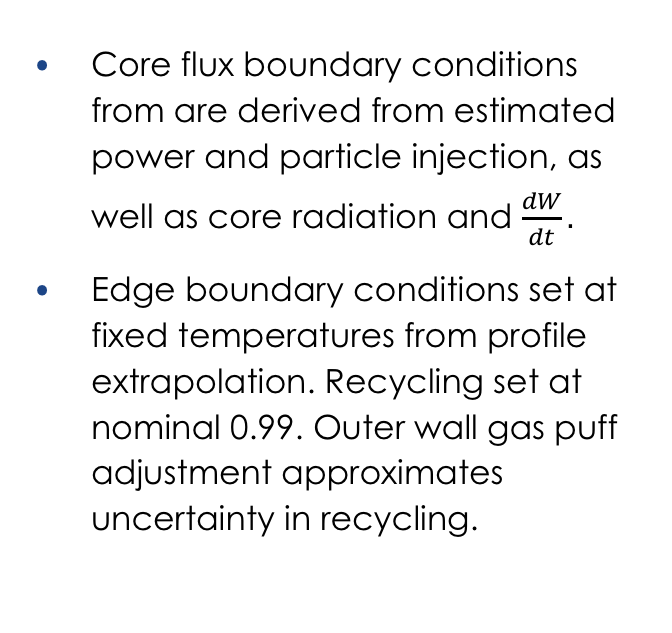 • Core flux boundary conditions
from are derived from estimated
power and particle injection, as
well as core radiation and dW/dt.
• Edge boundary conditions set at
fixed temperatures from profile
extrapolation. Recycling set at
nominal 0.99. Outer wall gas puff
adjustment approximates
uncertainty in recycling.